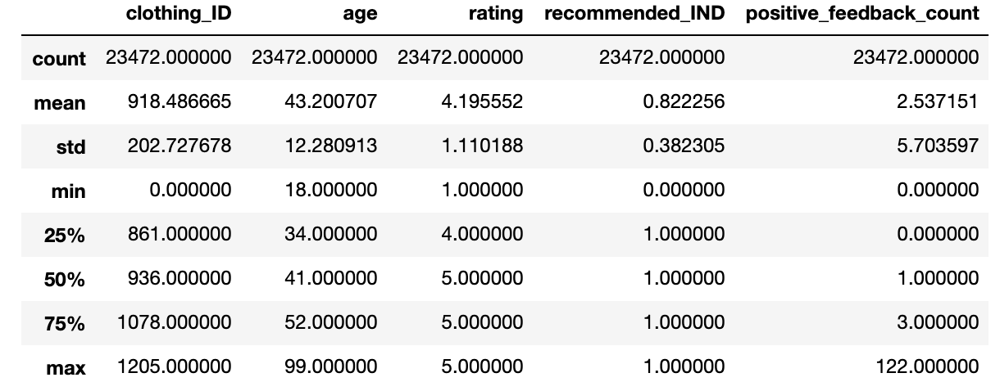 clothing_ID age rating recommended_IND positive_feedback_count
count 23472.000000 23472.000000 23472.000000 23472.000000 23472.000000
mean 918.486665 43.200707 4.195552 0.822256 2.537151
std 202.727678 12.280913 1.110188 0.382305 5.703597
min 0.000000 18.000000 1.000000 0.000000 0.000000
25% 861.000000 34.000000 4.000000 1.000000 0.000000
50% 936.000000 41.000000 5.000000 1.000000 1.000000
75% 1078.000000 52.000000 5.000000 1.000000 3.000000
max 1205.000000 99.000000 5.000000 1.000000 122.000000